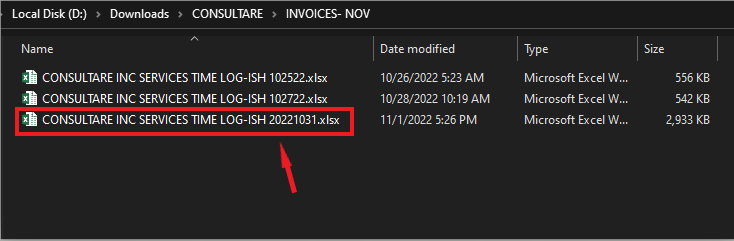 Local Disk (D:) > Downloads > CONSULTARE > INVOICES- NOV
Name Date modified Type Size
CONSULTARE INC SERVICES TIME LOG-ISH 102522.xlsx 10/26/2022 5:23 AM Microsoft Excel W... 556 KB
CONSULTARE INC SERVICES TIME LOG-ISH 102722.xlsx 10/28/2022 10:19 AM Microsoft Excel W... 542 KB
CONSULTARE INC SERVICES TIME LOG-ISH 20221031.xlsx 11/1/2022 5:26 PM Microsoft Excel W... 2,933 KB